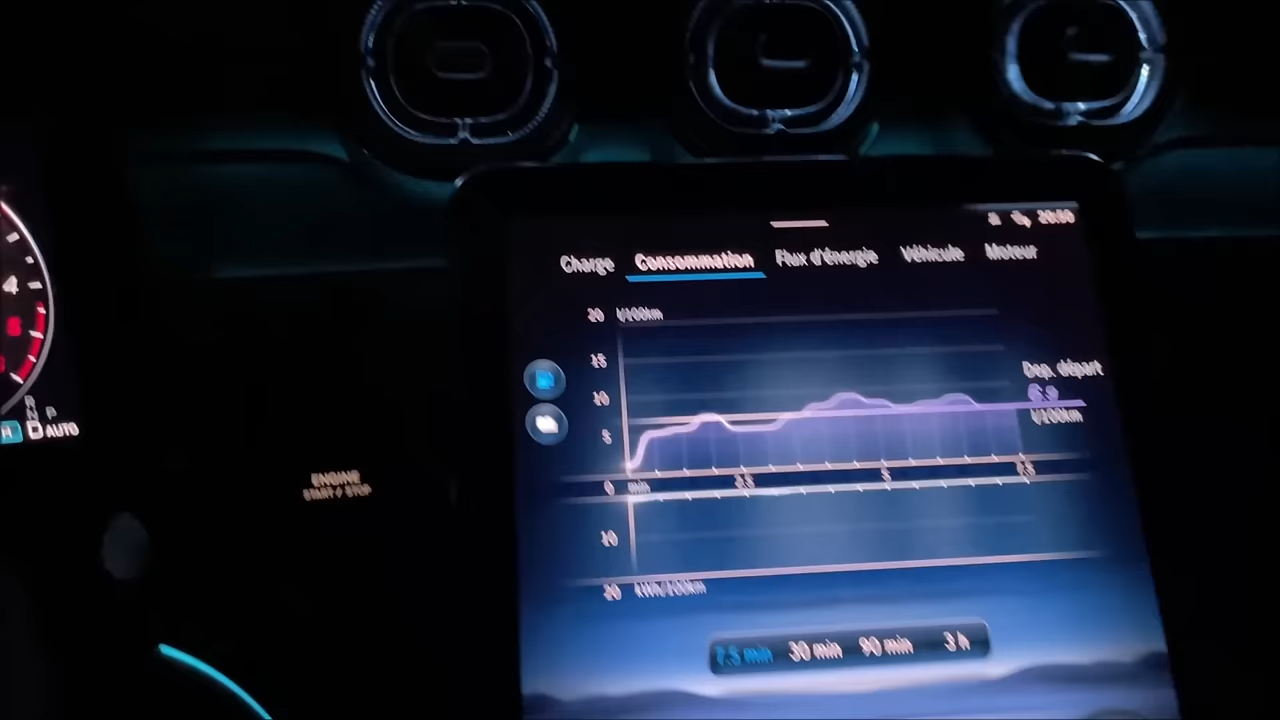 Charge Consommation Flux d'énergie Véhicule Moteur
20 l/100km
15
10
5
0 min 2.5 5 7.5
10
20 kWh/100km
Dep. départ
l/100km
7.5 min 30 min 90 min 3 h
4
R
N P
D AUTO
ENGINE
START / STOP